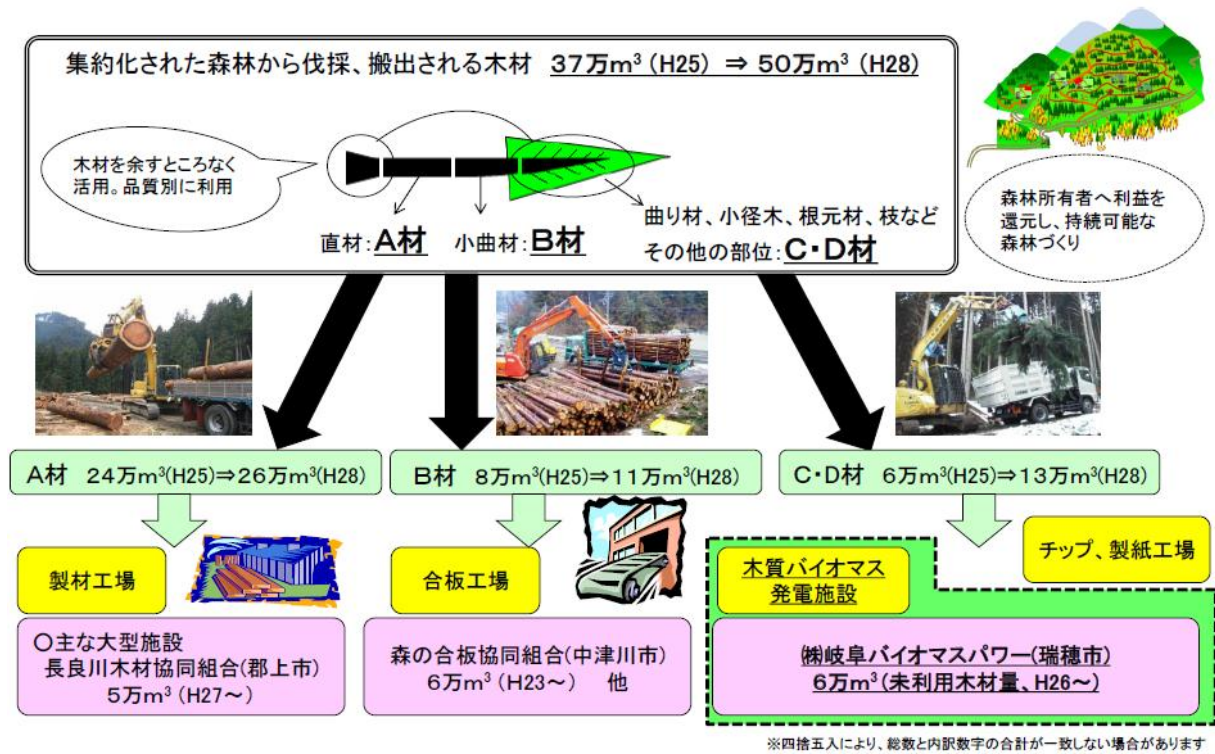 集約化された森林から伐採、搬出される木材 37万m³(H25) ⇒ 50万m³ (H28)
木材を余すところなく
活用。品質別に利用
直材:A材
小曲材:B材
曲り材、小径木、根元材、枝など
その他の部位:C・D材
森林所有者へ利益を
還元し、持続可能な
森林づくり
A材 24万m³(H25)⇒26万m³(H28)
B材 8万m³(H25)⇒11万m³(H28)
C・D材 6万m³(H25)⇒13万m³(H28)
製材工場
合板工場
木質バイオマス
発電施設
チップ、製紙工場
○主な大型施設
長良川木材協同組合(郡上市)
5万m³ (H27~)
森の合板協同組合(中津川市)
6万m³ (H23~) 他
㈱岐阜バイオマスパワー(瑞穂市)
6万m³(未利用木材量、H26~)
※四捨五入により、総数と内訳数字の合計が一致しない場合があります